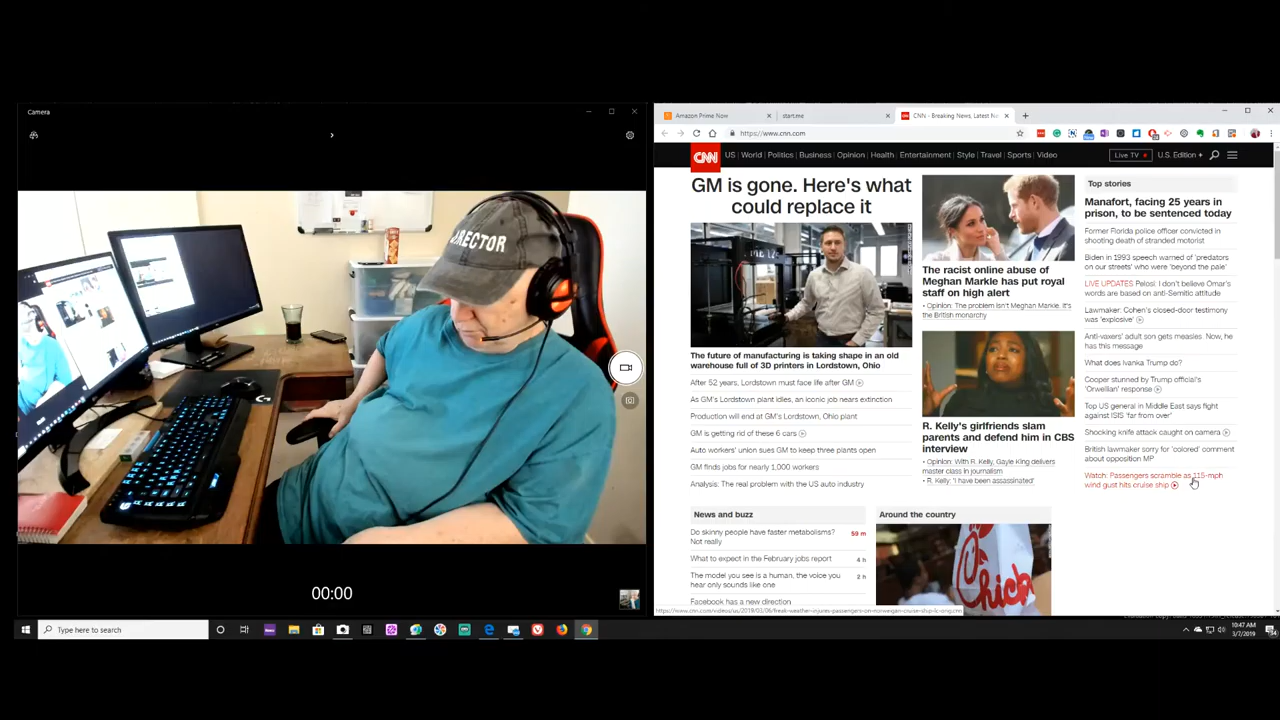 Camera
DIRECTOR
00:00
Amazon Prime Now
start.me
CNN - Breaking News, Latest Ne
https://www.cnn.com
CNN
US World Politics Business Opinion Health Entertainment Style Travel Sports Video
Live TV
U.S. Edition +
GM is gone. Here's what
could replace it
The future of manufacturing is taking shape in an old
warehouse full of 3D printers in Lordstown, Ohio
After 52 years, Lordstown must face life after GM
As GM's Lordstown plant idles, an iconic job nears extinction
Production will end at GM's Lordstown, Ohio plant
GM is getting rid of these 6 cars
Auto workers' union sues GM to keep three plants open
GM finds jobs for nearly 1,000 workers
Analysis: The real problem with the US auto industry
The racist online abuse of
Meghan Markle has put royal
staff on high alert
• Opinion: The problem isn't Meghan Markle. It's
the British monarchy
R. Kelly's girlfriends slam
parents and defend him in CBS
interview
• Opinion: With R. Kelly, Gayle King delivers
master class in journalism
• R. Kelly: 'I have been assassinated'
Top stories
Manafort, facing 25 years in
prison, to be sentenced today
Former Florida police officer convicted in
shooting death of stranded motorist
Biden in 1993 speech warned of 'predators
on our streets' who were 'beyond the pale'
LIVE UPDATES Pelosi: I don't believe Omar's
words are based on anti-Semitic attitude
Lawmaker: Cohen's closed-door testimony
was 'explosive'
Anti-vaxers' adult son gets measles. Now, he
has this message
What does Ivanka Trump do?
Cooper stunned by Trump official's
'Orwellian' response
Top US general in Middle East says fight
against ISIS 'far from over'
Shocking knife attack caught on camera
British lawmaker sorry for 'colored' comment
about opposition MP
Watch: Passengers scramble as 115-mph
wind gust hits cruise ship
News and buzz
Do skinny people have faster metabolisms? 59 m
Not really
What to expect in the February jobs report 4 h
The model you see is a human, the voice you 2 h
hear only sounds like one
Facebook has a new direction
Around the country
Chick
Type here to search
10:47 AM
3/7/2019